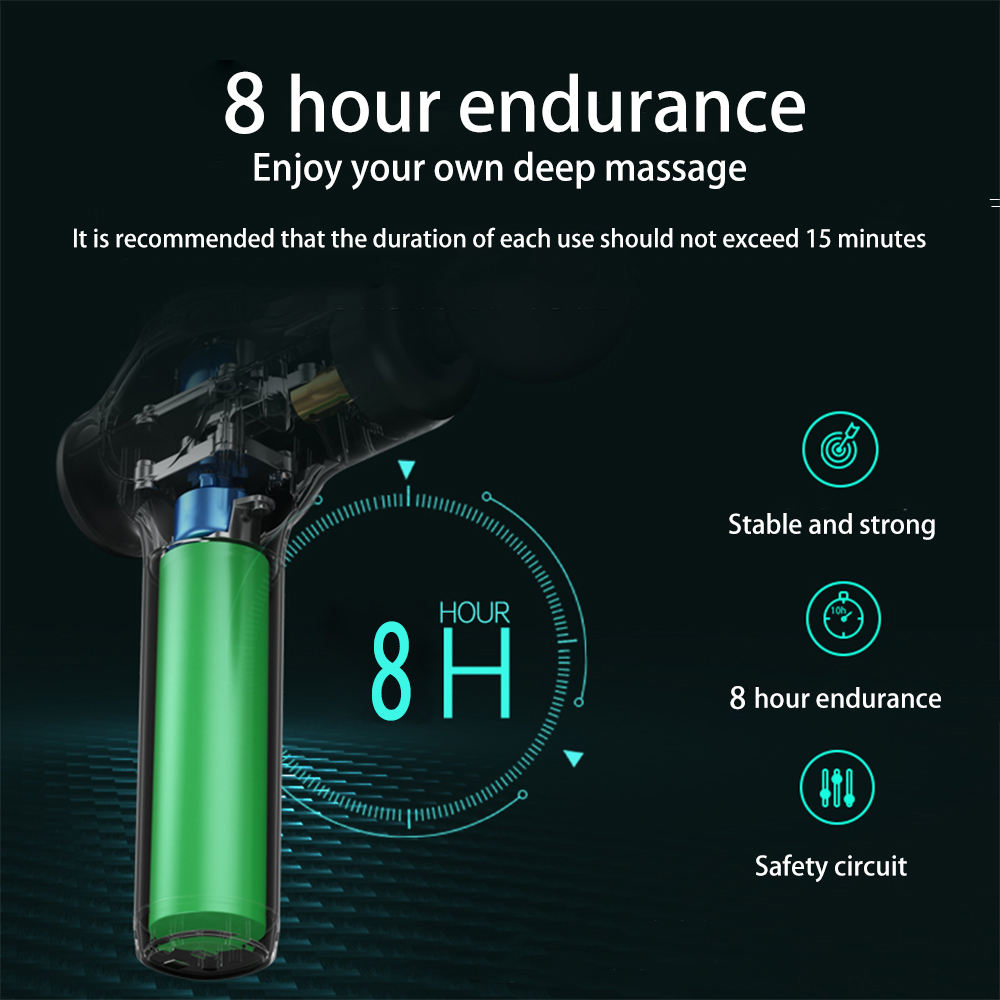 8 hour endurance
Enjoy your own deep massage
It is recommended that the duration of each use should not exceed 15 minutes
Stable and strong
HOUR
8 H
10h
8 hour endurance
Safety circuit